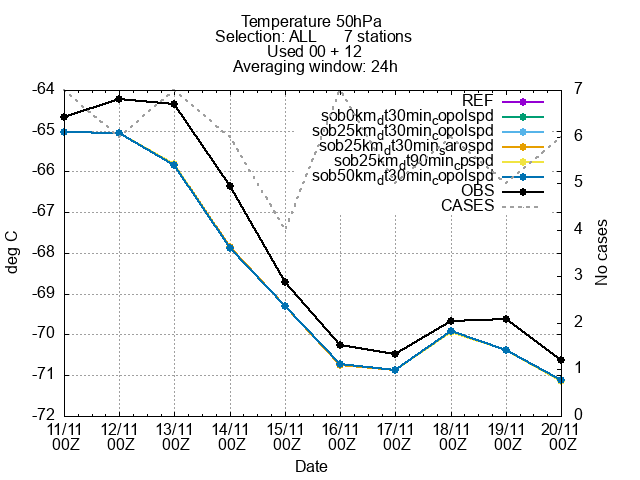 Temperature 50hPa
Selection: ALL 7 stations
Used 00 + 12
Averaging window: 24h
-64
-65
-66
-67
-68
-69
-70
-71
-72
7
6
5
4
3
2
1
0
REF
sob0km_dt30min_copolspd
sob25km_dt30min_copolspd
sob25km_dt30min_sarolspd
sob50km_dt30min_copolspd
OBS
CASES
deg C
No cases
11/11 12/11 13/11 14/11 15/11 16/11 17/11 18/11 19/11 20/11
00Z 00Z 00Z 00Z 00Z 00Z 00Z 00Z 00Z 00Z
Date